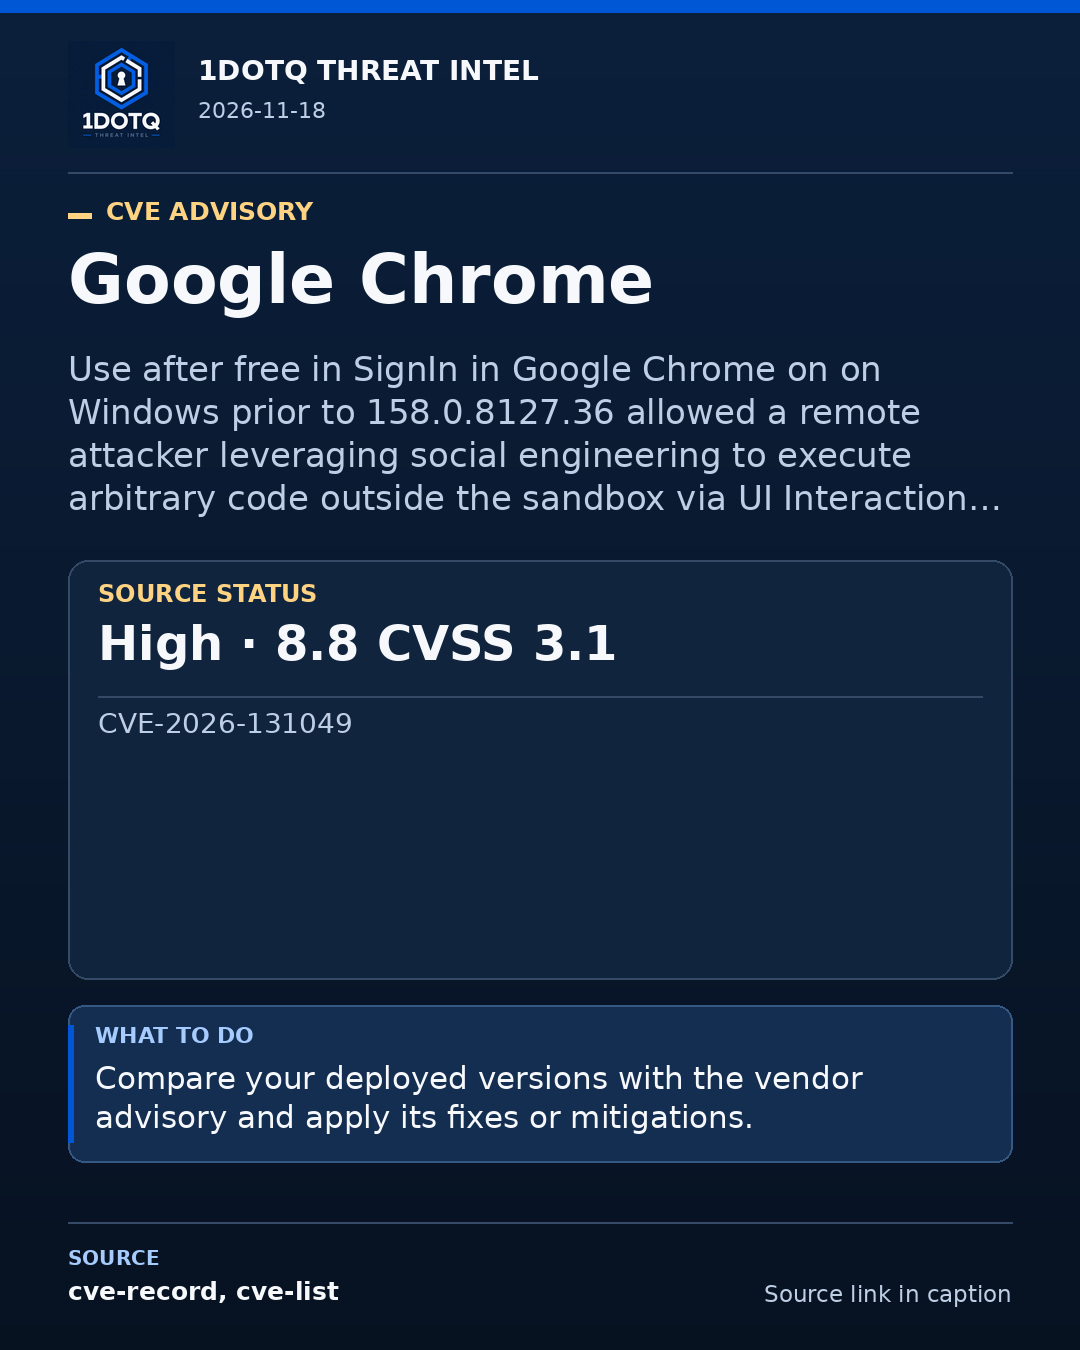 1DOTQ
THREAT INTEL
1DOTQ THREAT INTEL
2026-11-18
CVE ADVISORY
Google Chrome
Use after free in SignIn in Google Chrome on on
Windows prior to 158.0.8127.36 allowed a remote
attacker leveraging social engineering to execute
arbitrary code outside the sandbox via UI Interaction…
SOURCE STATUS
High · 8.8 CVSS 3.1
CVE-2026-131049
WHAT TO DO
Compare your deployed versions with the vendor
advisory and apply its fixes or mitigations.
SOURCE
cve-record, cve-list
Source link in caption